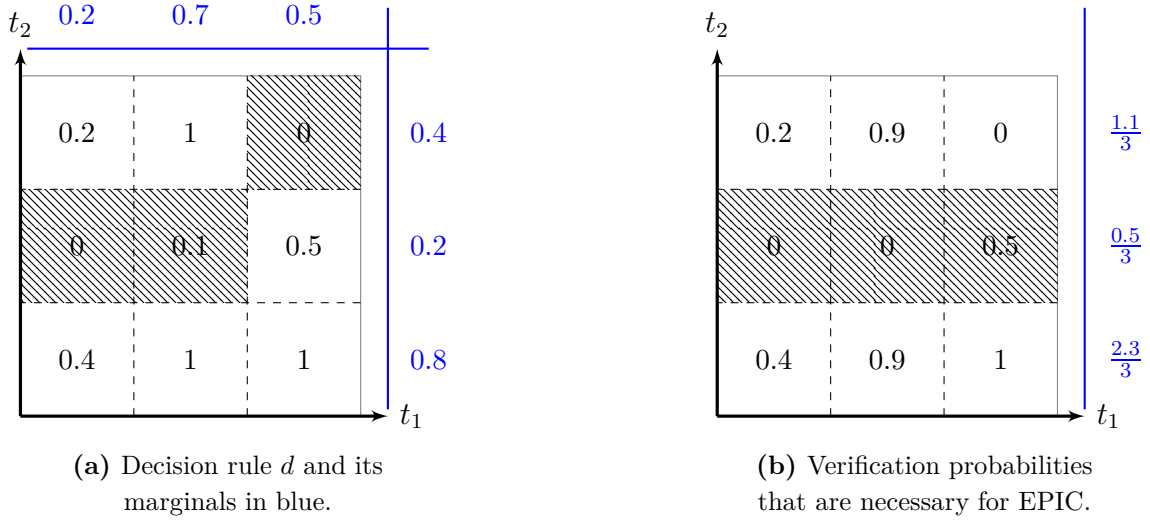 0.2 0.7 0.5
t₂
0.2 1 0 0.4
0 0.1 0.5 0.2
0.4 1 1 0.8
t₁
(a) Decision rule d and its
marginals in blue.
t₂
0.2 0.9 0 1.1/3
0 0 0.5 0.5/3
0.4 0.9 1 2.3/3
t₁
(b) Verification probabilities
that are necessary for EPIC.